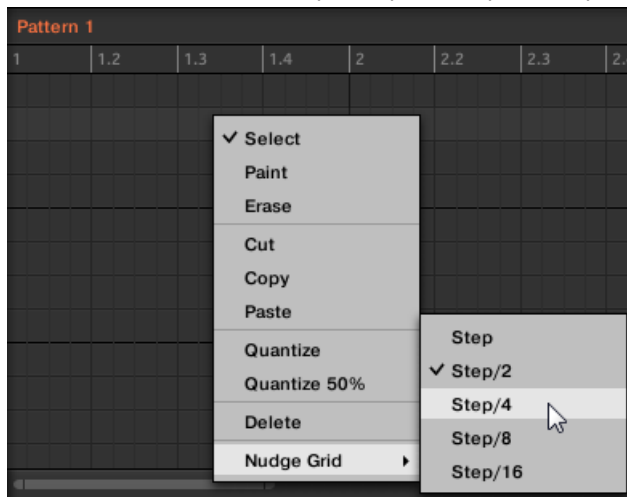 Pattern 1
1 1.2 1.3 1.4 2 2.2 2.3 2.
Select
Paint
Erase
Cut
Copy
Paste
Quantize
Quantize 50%
Delete
Nudge Grid
Step
Step/2
Step/4
Step/8
Step/16